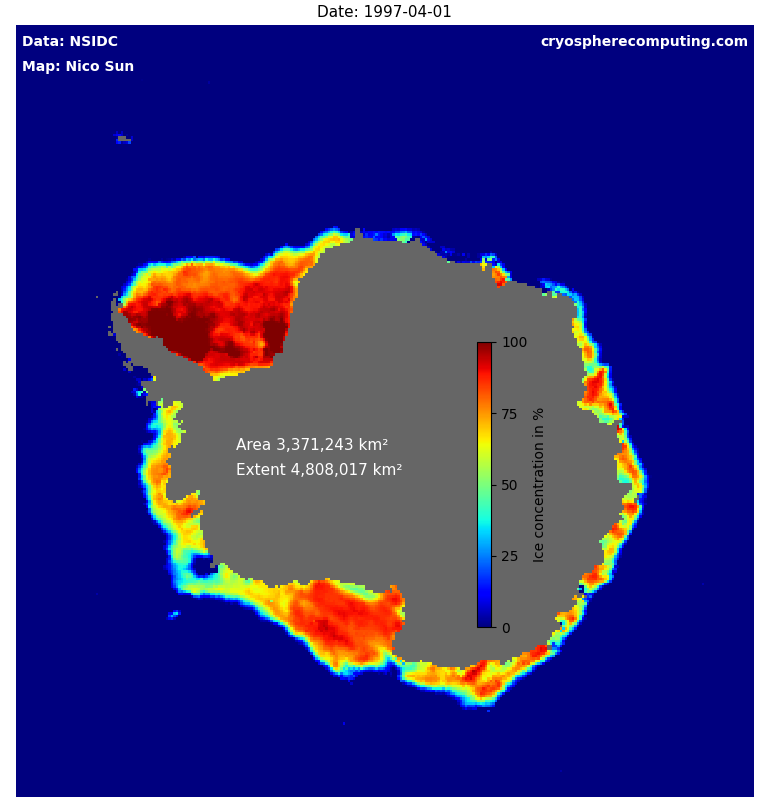 Date: 1997-04-01
Data: NSIDC
cryospherecomputing.com
Map: Nico Sun
100
75
50
25
0
Ice concentration in %
Area 3,371,243 km²
Extent 4,808,017 km²